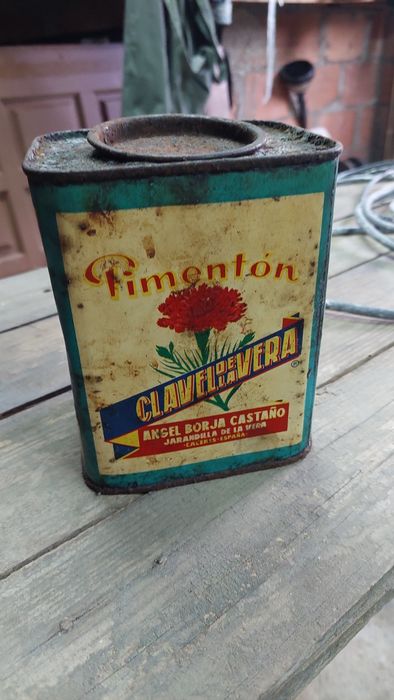 Pimentón
CLAVEL DE LA VERA
ANGEL BORJA CASTAÑO
JARANDILLA DE LA VERA
-CACERES-ESPAÑA-